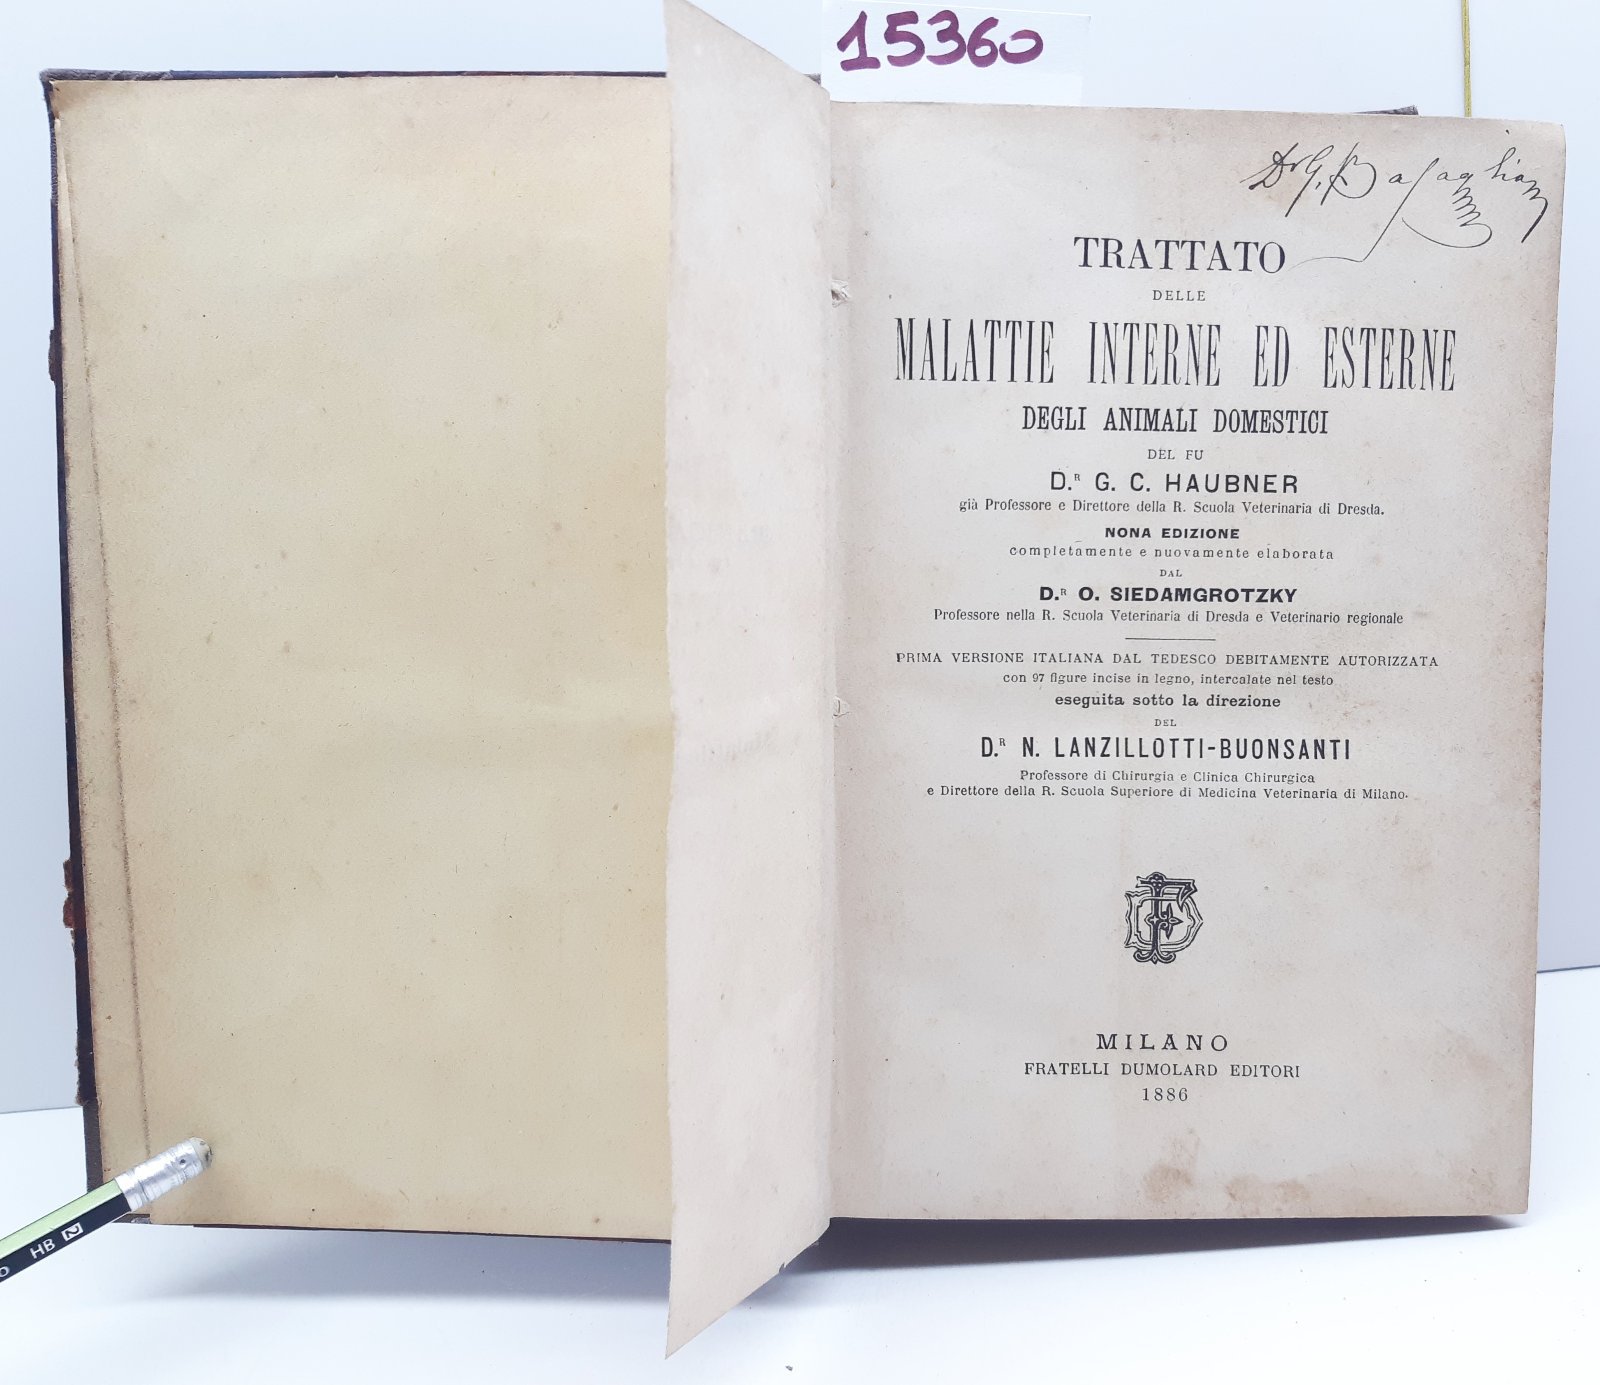 15360
Dr G.
TRATTATO
DELLE
MALATTIE INTERNE ED ESTERNE
DEGLI ANIMALI DOMESTICI
DEL FU
D.R G. C. HAUBNER
già Professore e Direttore della R. Scuola Veterinaria di Dresda.
NONA EDIZIONE
completamente e nuovamente elaborata
DAL
D.R O. SIEDAMGROTZKY
Professore nella R. Scuola Veterinaria di Dresda e Veterinario regionale
PRIMA VERSIONE ITALIANA DAL TEDESCO DEBITAMENTE AUTORIZZATA
con 97 figure incise in legno, intercalate nel testo
eseguita sotto la direzione
DEL
D.R N. LANZILLOTTI-BUONSANTI
Professore di Chirurgia e Clinica Chirurgica
e Direttore della R. Scuola Superiore di Medicina Veterinaria di Milano.
MILANO
FRATELLI DUMOLARD EDITORI
1886
HB 2